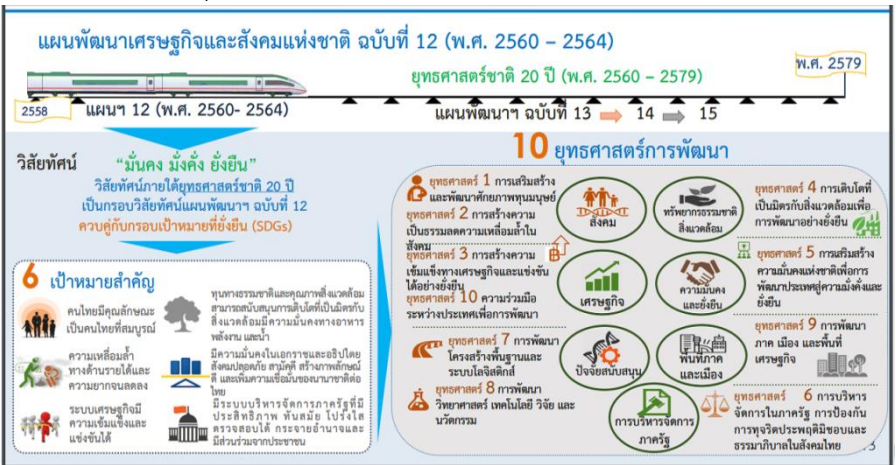 แผนพัฒนาเศรษฐกิจและสังคมแห่งชาติ ฉบับที่ 12 (พ.ศ. 2560 – 2564)
ยุทธศาสตร์ชาติ 20 ปี (พ.ศ. 2560 – 2579)
พ.ศ. 2579
2558
แผนฯ 12 (พ.ศ. 2560- 2564)
แผนพัฒนาฯ ฉบับที่ 13
14
15
วิสัยทัศน์
“มั่นคง มั่งคั่ง ยั่งยืน”
วิสัยทัศน์ภายใต้ยุทธศาสตร์ชาติ 20 ปี
เป็นกรอบวิสัยทัศน์แผนพัฒนาฯ ฉบับที่ 12
ควบคู่กับกรอบเป้าหมายที่ยั่งยืน (SDGs)
6 เป้าหมายสำคัญ
คนไทยมีคุณลักษณะ
เป็นคนไทยที่สมบูรณ์
ความเหลื่อมล้ำ
ทางด้านรายได้และ
ความยากจนลดลง
ระบบเศรษฐกิจมี
ความเข้มแข็งและ
แข่งขันได้
ทุนทางธรรมชาติและคุณภาพสิ่งแวดล้อม
สามารถสนับสนุนการเติบโตที่เป็นมิตรกับ
สิ่งแวดล้อมมีความมั่นคงทางอาหาร
พลังงาน และน้ำ
มีความมั่นคงในเอกราชและอธิปไตย
สังคมปลอดภัย สามัคคี สร้างภาพลักษณ์
ดี และเพิ่มความเชื่อมั่นของนานาชาติต่อ
ไทย
มีระบบบริหารจัดการภาครัฐที่มี
ประสิทธิภาพ ทันสมัย โปร่งใส
ตรวจสอบได้ กระจายอำนาจและ
มีส่วนร่วมจากประชาชน
10 ยุทธศาสตร์การพัฒนา
ยุทธศาสตร์ 1 การเสริมสร้าง
และพัฒนาศักยภาพทุนมนุษย์
ยุทธศาสตร์ 2 การสร้างความ
เป็นธรรมลดความเหลื่อมล้ำใน
สังคม
ยุทธศาสตร์ 3 การสร้างความ
เข้มแข็งทางเศรษฐกิจและแข่งขัน
ได้อย่างยั่งยืน
ยุทธศาสตร์ 10 ความร่วมมือ
ระหว่างประเทศเพื่อการพัฒนา
ยุทธศาสตร์ 7 การพัฒนา
โครงสร้างพื้นฐานและ
ระบบโลจิสติกส์
ยุทธศาสตร์ 8 การพัฒนา
วิทยาศาสตร์ เทคโนโลยี วิจัย และ
นวัตกรรม
สังคม
ทรัพยากรธรรมชาติ
สิ่งแวดล้อม
เศรษฐกิจ
ความมั่นคง
และยั่งยืน
ปัจจัยสนับสนุน
พื้นที่ภาค
และเมือง
การบริหารจัดการ
ภาครัฐ
ยุทธศาสตร์ 4 การเติบโตที่
เป็นมิตรกับสิ่งแวดล้อมเพื่อ
การพัฒนาอย่างยั่งยืน
ยุทธศาสตร์ 5 การเสริมสร้าง
ความมั่นคงแห่งชาติเพื่อการ
พัฒนาประเทศสู่ความมั่งคั่งและ
ยั่งยืน
ยุทธศาสตร์ 9 การพัฒนา
ภาค เมือง และพื้นที่
เศรษฐกิจ
ยุทธศาสตร์ 6 การบริหาร
จัดการในภาครัฐ การป้องกัน
การทุจริตประพฤติมิชอบและ
ธรรมาภิบาลในสังคมไทย